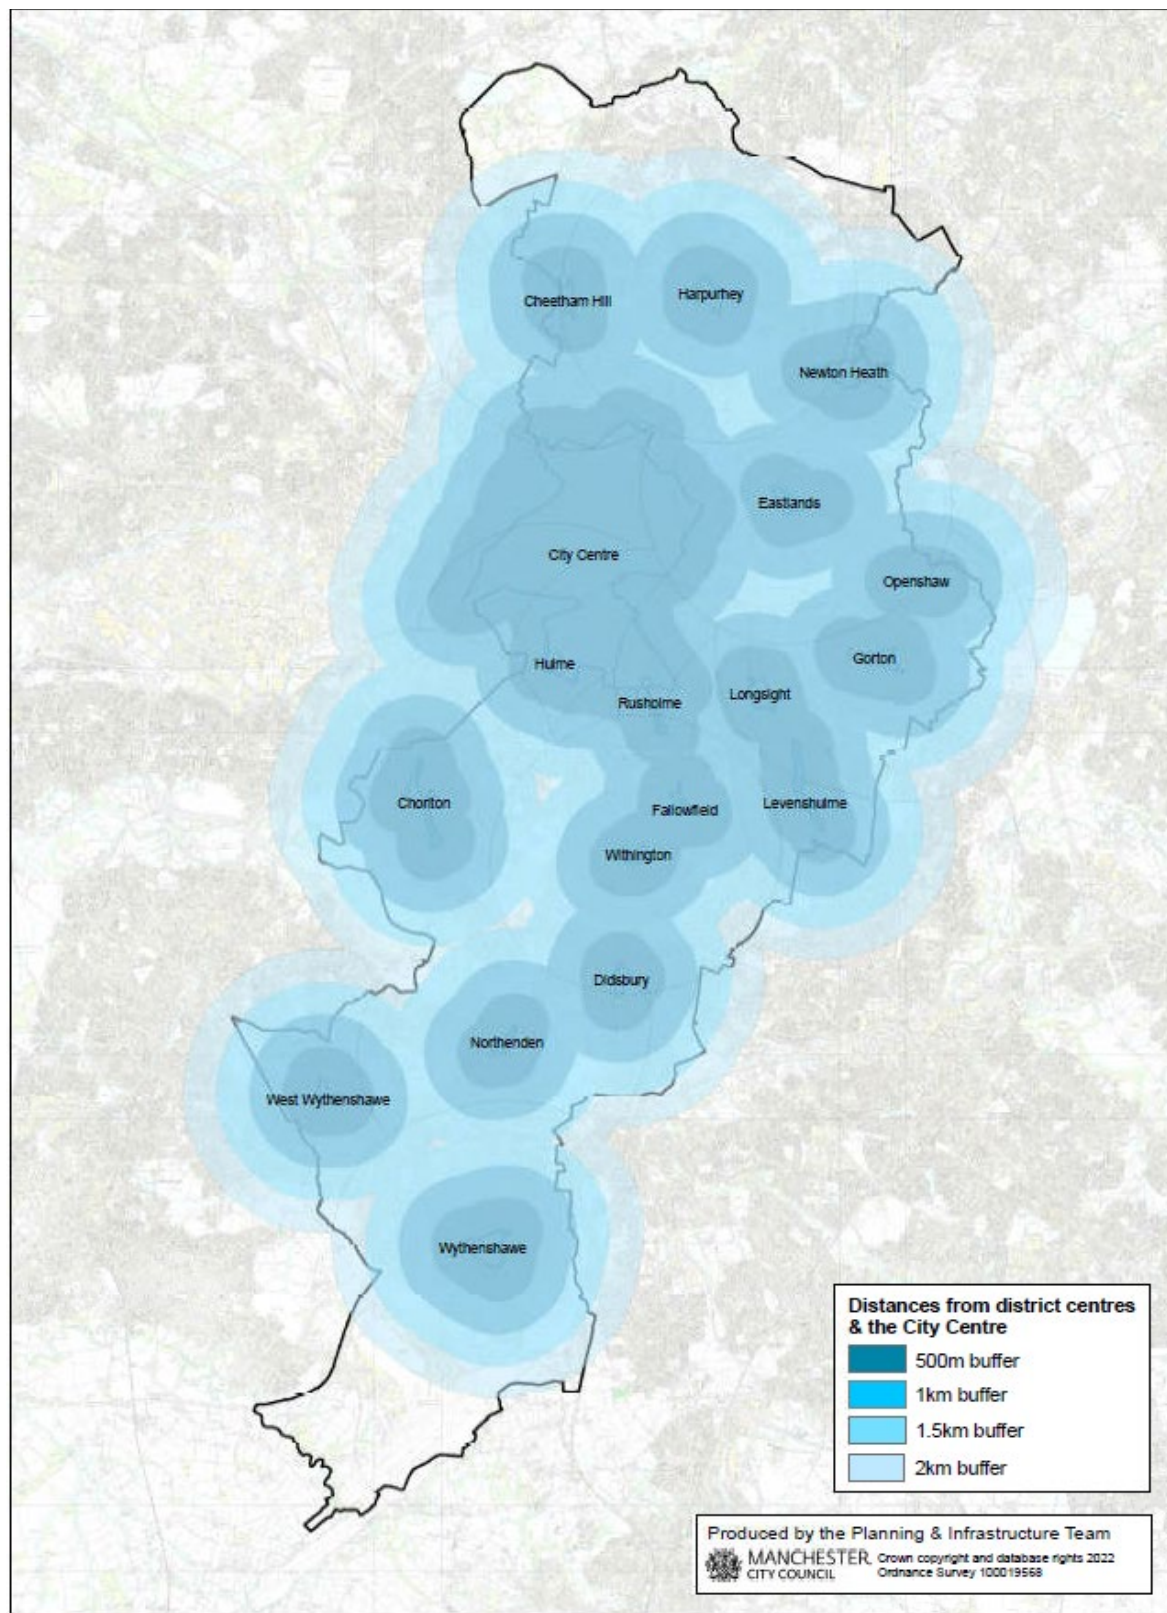 Cheetham Hill
Harpurhey
Newton Heath
Eastlands
City Centre
Openshaw
Hulme
Gorton
Longsight
Rusholme
Chorlton
Fallowfield
Levenshulme
Withington
Didsbury
Northenden
West Wythenshawe
Wythenshawe
Distances from district centres
& the City Centre
500m buffer
1km buffer
1.5km buffer
2km buffer
Produced by the Planning & Infrastructure Team
MANCHESTER
CITY COUNCIL
Crown copyright and database rights 2022
Ordnance Survey 100019568